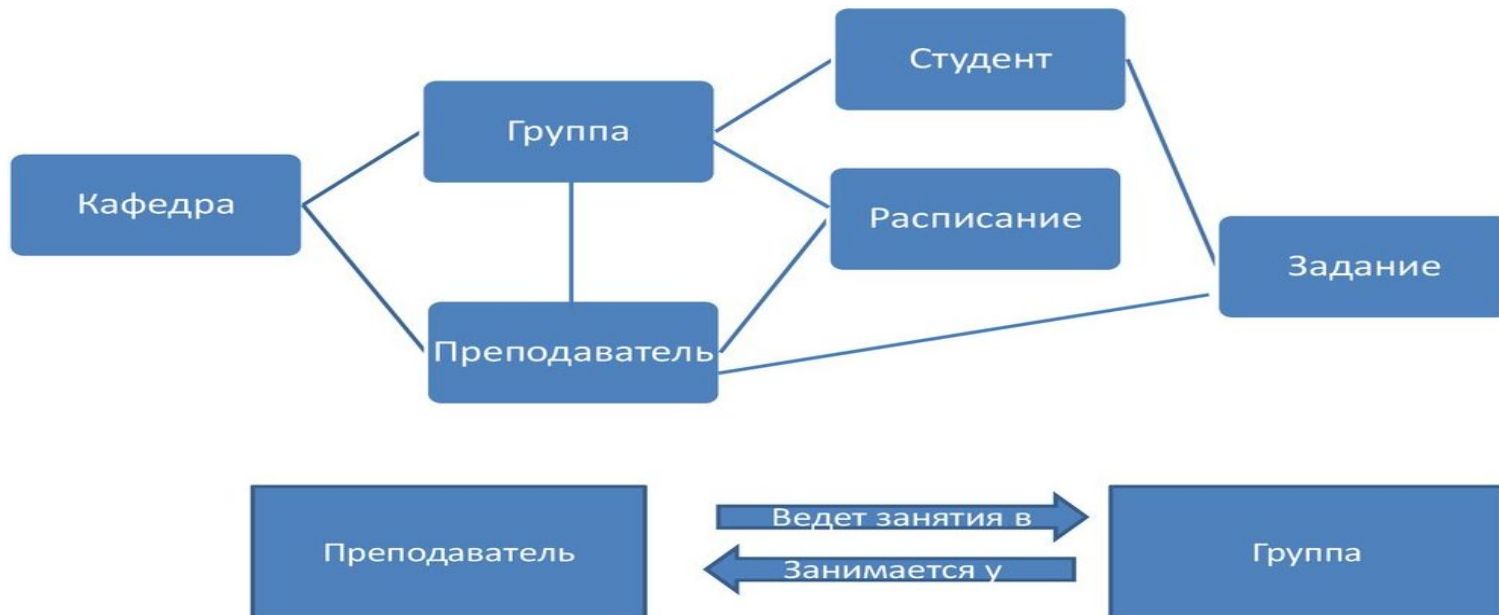 Студент
Группа
Кафедра
Расписание
Задание
Преподаватель
Ведет занятия в
Преподаватель
Группа
Занимается у